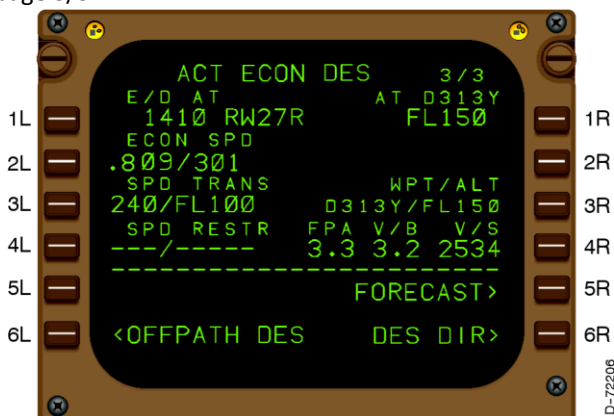 ACT ECON DES 3/3
E/D AT AT D313Y
1410 RW27R FL150
1L 1R
ECON SPD
2L .809/301 2R
SPD TRANS WPT/ALT
3L 240/FL100 D313Y/FL150 3R
SPD RESTR FPA V/B V/S
4L ---/----- 3.3 3.2 2534 4R
------------------------
5L FORECAST> 5R
6L <OFFPATH DES DES DIR> 6R
D-72206